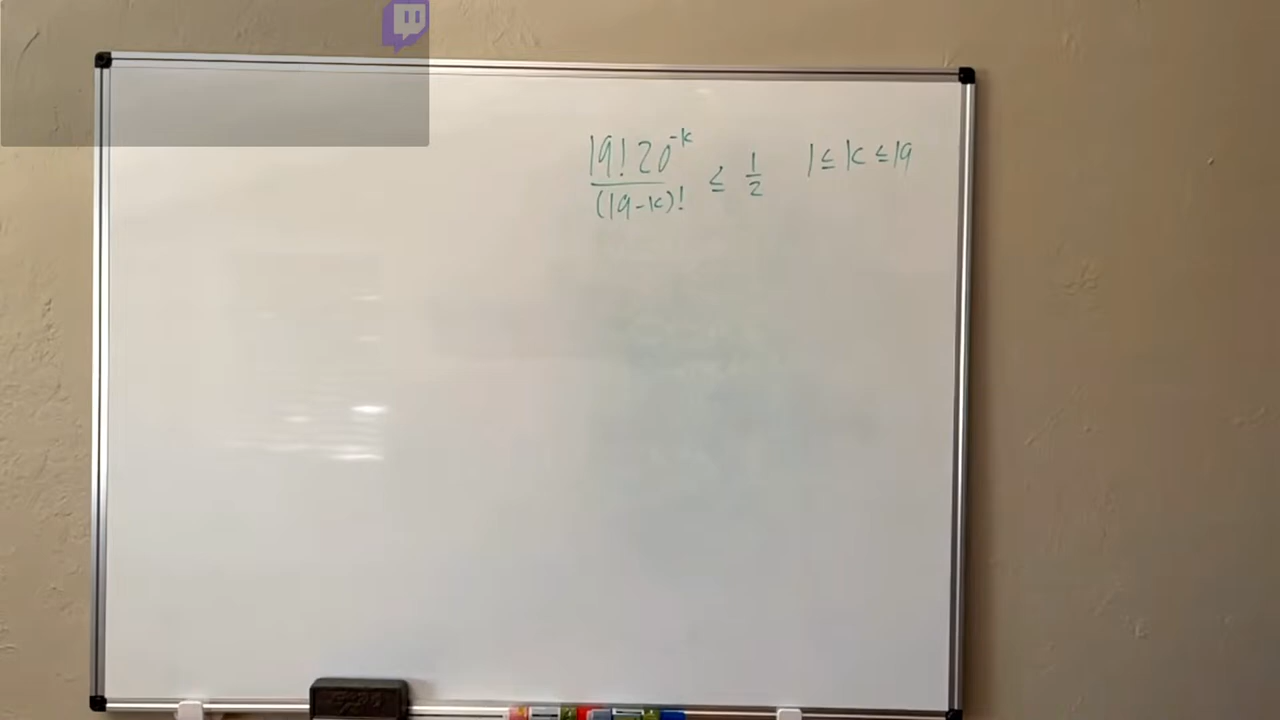 19! 20^-k / (19-k)! ≤ 1/2 1 ≤ k ≤ 19